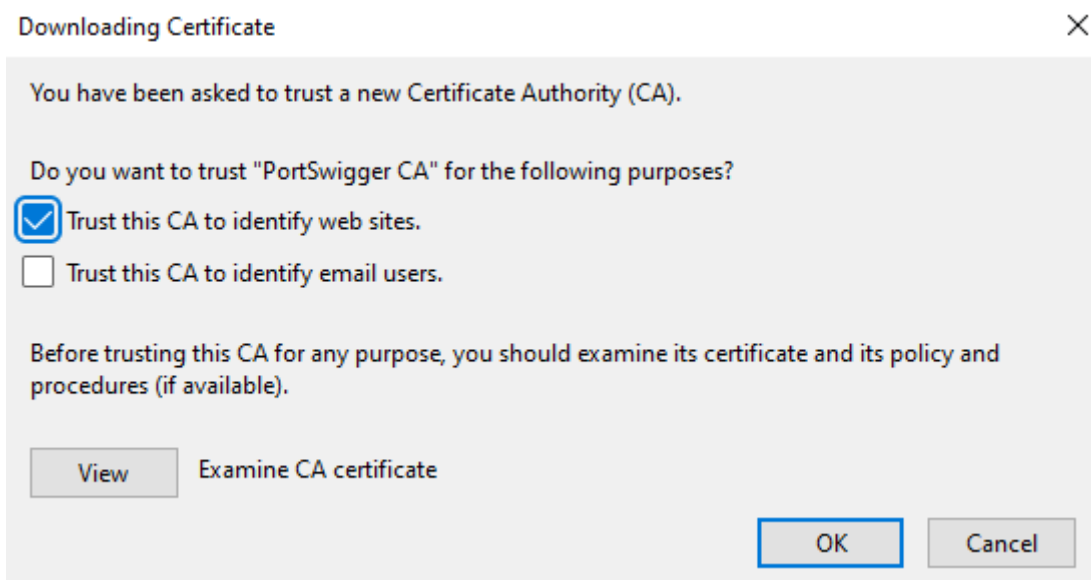 Downloading Certificate
You have been asked to trust a new Certificate Authority (CA).
Do you want to trust "PortSwigger CA" for the following purposes?
Trust this CA to identify web sites.
Trust this CA to identify email users.
Before trusting this CA for any purpose, you should examine its certificate and its policy and
procedures (if available).
View Examine CA certificate
OK Cancel